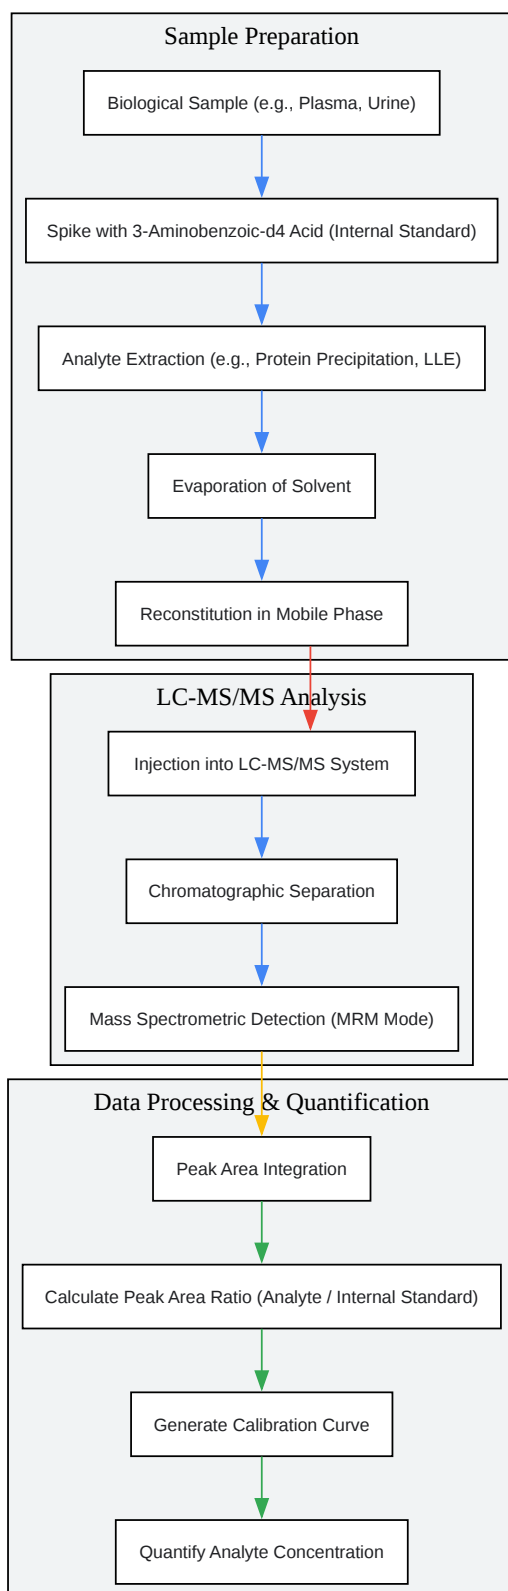 Sample Preparation
Biological Sample (e.g., Plasma, Urine)
Spike with 3-Aminobenzoic-d4 Acid (Internal Standard)
Analyte Extraction (e.g., Protein Precipitation, LLE)
Evaporation of Solvent
Reconstitution in Mobile Phase
LC-MS/MS Analysis
Injection into LC-MS/MS System
Chromatographic Separation
Mass Spectrometric Detection (MRM Mode)
Data Processing & Quantification
Peak Area Integration
Calculate Peak Area Ratio (Analyte / Internal Standard)
Generate Calibration Curve
Quantify Analyte Concentration